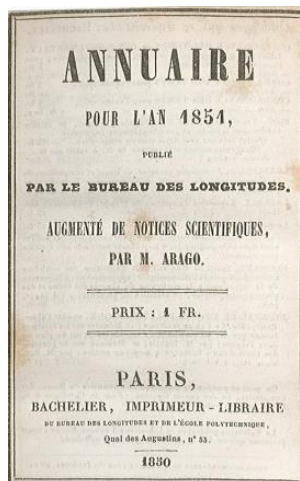 ANNUAIRE
POUR L'AN 1851,
PUBLIÉ
PAR LE BUREAU DES LONGITUDES.
AUGMENTÉ DE NOTICES SCIENTIFIQUES,
PAR M. ARAGO.
PRIX : 1 FR.
PARIS,
BACHELIER, IMPRIMEUR-LIBRAIRE
DU BUREAU DES LONGITUDES ET DE L'ÉCOLE POLYTECHNIQUE,
Quai des Augustins, nº 55.
1850